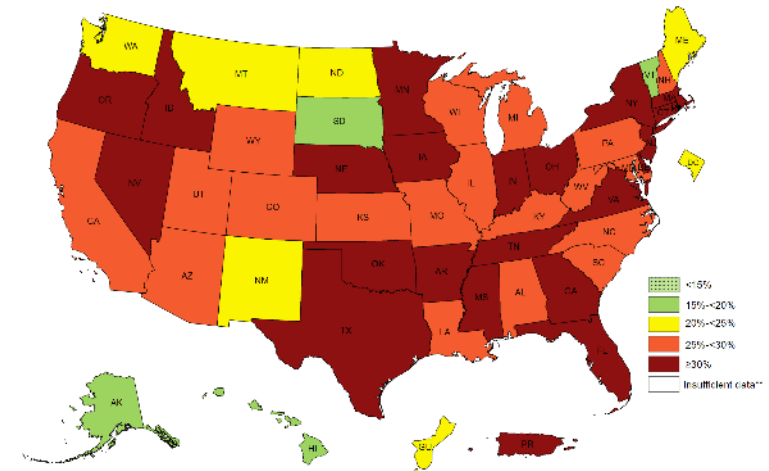 WA
MT
ND
MN
ME
VT
NH
OR
ID
SD
WI
MI
NY
WY
IA
NE
PA
DC
NV
UT
CO
IL
IN
OH
WV
VA
CA
KS
MO
KY
NC
TN
AZ
NM
OK
AR
SC
MS
AL
GA
TX
LA
FL
AK
HI
GU
PR
<15%
15%-<20%
20%-<25%
25%-<30%
≥30%
Insufficient data**